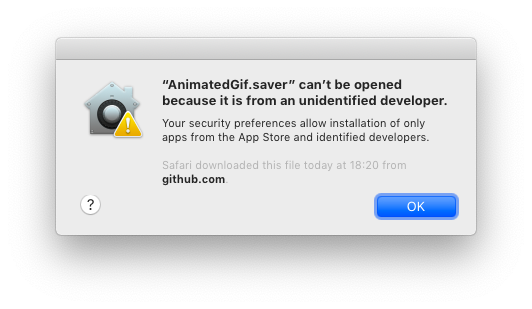 “AnimatedGif.saver” can’t be opened
because it is from an unidentified developer.
Your security preferences allow installation of only
apps from the App Store and identified developers.
Safari downloaded this file today at 18:20 from
github.com.
?
OK